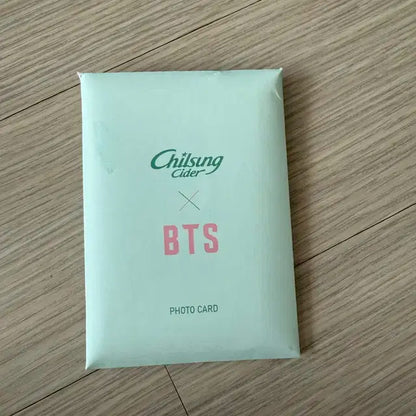 Chilsung
Cider
×
BTS
PHOTO CARD